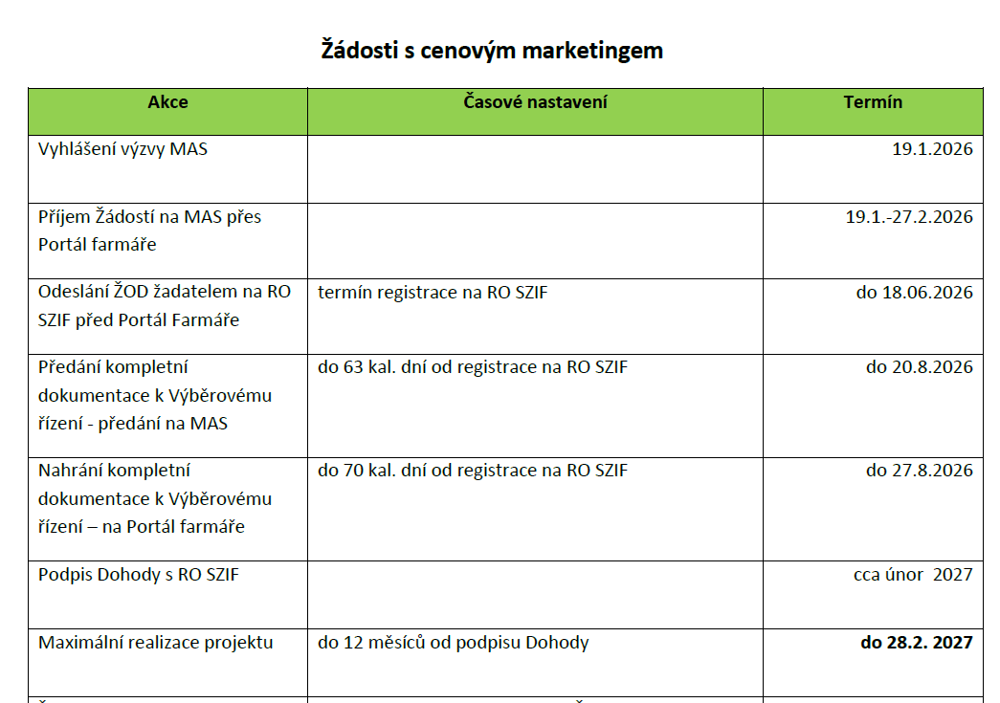 Žádosti s cenovým marketingem
Akce Časové nastavení Termín
Vyhlášení výzvy MAS 19.1.2026
Příjem Žádostí na MAS přes 19.1.-27.2.2026
Portál farmáře
Odeslání ŽOD žadatelem na RO termín registrace na RO SZIF do 18.06.2026
SZIF před Portál Farmáře
Předání kompletní do 63 kal. dní od registrace na RO SZIF do 20.8.2026
dokumentace k Výběrovému
řízení - předání na MAS
Nahrání kompletní do 70 kal. dní od registrace na RO SZIF do 27.8.2026
dokumentace k Výběrovému
řízení – na Portál farmáře
Podpis Dohody s RO SZIF cca únor 2027
Maximální realizace projektu do 12 měsíců od podpisu Dohody do 28.2. 2027